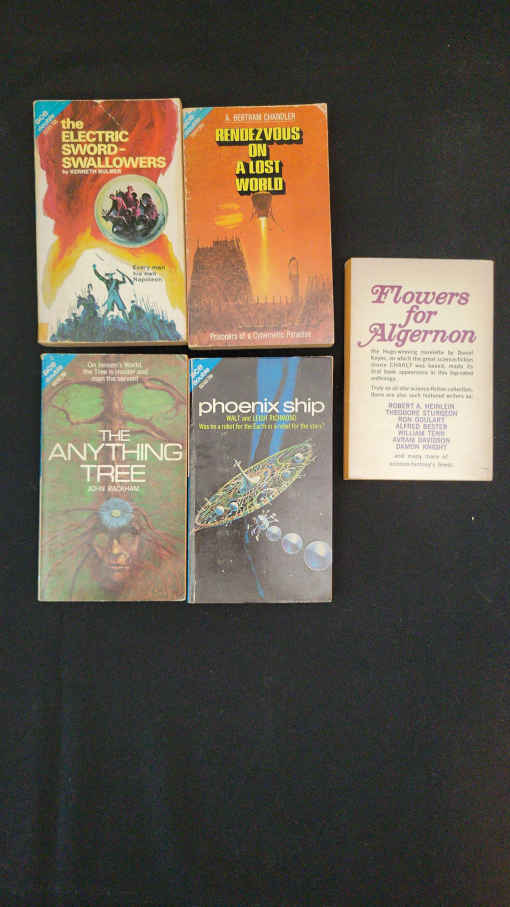 the
ELECTRIC
SWORD-
SWALLOWERS
by KENNETH BULMER
Every man
his own
Napoleon
A. BERTRAM CHANDLER
RENDEZVOUS
ON
A LOST
WORLD
Prisoners of a Cybernetic Paradise
On Iensen's World,
the Tree is master and
man the servant
THE
ANYTHING
TREE
JOHN RACKHAM
ACE
DOUBLE
phoenix ship
WALT and LEIGH RICHMOND
Was he a robot for the Earth or a rebel for the stars?
Flowers
for
Algernon
The Hugo-winning novelette by Daniel
Keyes, on which the great science-fiction
movie CHARLY was based, made its
first book appearance in this top-rated
anthology.
Truly an all-star science-fiction collection,
there are also such featured writers as:
ROBERT A. HEINLEIN
THEODORE STURGEON
RON GOULART
ALFRED BESTER
WILLIAM TENN
AVRAM DAVIDSON
DAMON KNIGHT
and many more of
science-fantasy's finest.